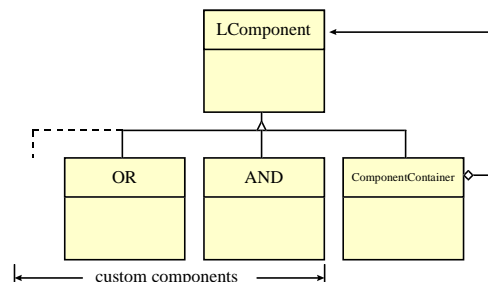 LComponent
OR
AND
ComponentContainer
custom components